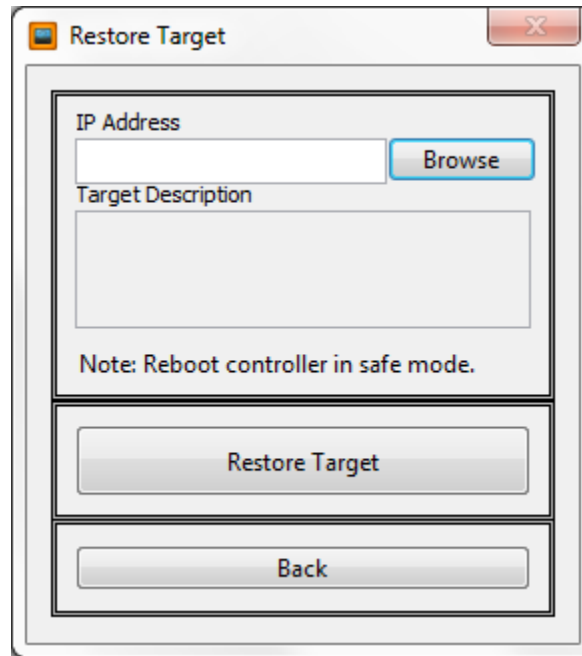 Restore Target
IP Address
Browse
Target Description
Note: Reboot controller in safe mode.
Restore Target
Back